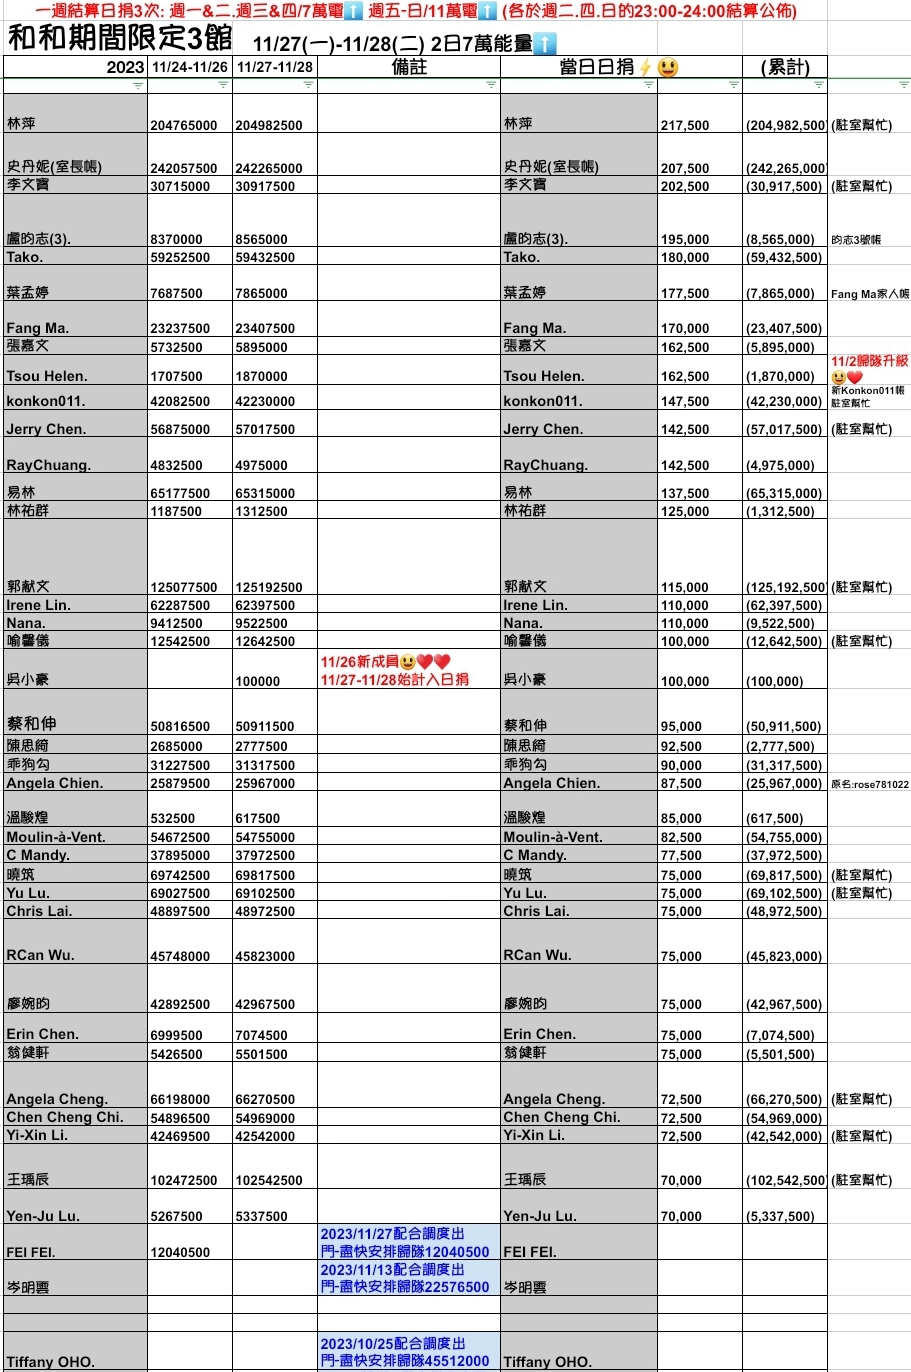 一週結算日捐3次: 週一&二.週三&四/7萬電⬆️ 週五-日/11萬電⬆️ (各於週二.四.日的23:00-24:00結算公佈)
和和期間限定3館 11/27(一)-11/28(二) 2日7萬能量⬆️
2023 11/24-11/26 11/27-11/28 備註 當日日捐⚡😃 (累計)
林萍 204765000 204982500 林萍 217,500 (204,982,500) (駐室幫忙)
史丹妮(室長帳) 242057500 242265000 史丹妮(室長帳) 207,500 (242,265,000)
李文寶 30715000 30917500 李文寶 202,500 (30,917,500) (駐室幫忙)
盧昀志(3). 8370000 8565000 盧昀志(3). 195,000 (8,565,000) 昀志3號帳
Tako. 59252500 59432500 Tako. 180,000 (59,432,500)
葉孟婷 7687500 7865000 葉孟婷 177,500 (7,865,000) Fang Ma家人帳
Fang Ma. 23237500 23407500 Fang Ma. 170,000 (23,407,500)
張嘉文 5732500 5895000 張嘉文 162,500 (5,895,000)
Tsou Helen. 1707500 1870000 Tsou Helen. 162,500 (1,870,000) 11/2歸隊升級😃❤️
konkon011. 42082500 42230000 konkon011. 147,500 (42,230,000) 新Konkon011帳
駐室幫忙
Jerry Chen. 56875000 57017500 Jerry Chen. 142,500 (57,017,500) (駐室幫忙)
RayChuang. 4832500 4975000 RayChuang. 142,500 (4,975,000)
易林 65177500 65315000 易林 137,500 (65,315,000)
林祐群 1187500 1312500 林祐群 125,000 (1,312,500)
郭献文 125077500 125192500 郭献文 115,000 (125,192,500) (駐室幫忙)
Irene Lin. 62287500 62397500 Irene Lin. 110,000 (62,397,500)
Nana. 9412500 9522500 Nana. 110,000 (9,522,500)
喻馨儀 12542500 12642500 喻馨儀 100,000 (12,642,500) (駐室幫忙)
11/26新成員😃❤️❤️
吳小豪 100000 11/27-11/28始計入日捐 吳小豪 100,000 (100,000)
蔡和伸 50816500 50911500 蔡和伸 95,000 (50,911,500)
陳思綺 2685000 2777500 陳思綺 92,500 (2,777,500)
乖狗勾 31227500 31317500 乖狗勾 90,000 (31,317,500)
Angela Chien. 25879500 25967000 Angela Chien. 87,500 (25,967,000) 原名:rose781022
溫駿煌 532500 617500 溫駿煌 85,000 (617,500)
Moulin-à-Vent. 54672500 54755000 Moulin-à-Vent. 82,500 (54,755,000)
C Mandy. 37895000 37972500 C Mandy. 77,500 (37,972,500)
曉筑 69742500 69817500 曉筑 75,000 (69,817,500) (駐室幫忙)
Yu Lu. 69027500 69102500 Yu Lu. 75,000 (69,102,500) (駐室幫忙)
Chris Lai. 48897500 48972500 Chris Lai. 75,000 (48,972,500)
RCan Wu. 45748000 45823000 RCan Wu. 75,000 (45,823,000)
廖婉昀 42892500 42967500 廖婉昀 75,000 (42,967,500)
Erin Chen. 6999500 7074500 Erin Chen. 75,000 (7,074,500)
翁健軒 5426500 5501500 翁健軒 75,000 (5,501,500)
Angela Cheng. 66198000 66270500 Angela Cheng. 72,500 (66,270,500) (駐室幫忙)
Chen Cheng Chi. 54896500 54969000 Chen Cheng Chi. 72,500 (54,969,000)
Yi-Xin Li. 42469500 42542000 Yi-Xin Li. 72,500 (42,542,000) (駐室幫忙)
王瑀辰 102472500 102542500 王瑀辰 70,000 (102,542,500) (駐室幫忙)
Yen-Ju Lu. 5267500 5337500 Yen-Ju Lu. 70,000 (5,337,500)
2023/11/27配合調度出
FEI FEI. 12040500 門-盡快安排歸隊12040500 FEI FEI.
2023/11/13配合調度出
岑明雲 門-盡快安排歸隊22576500 岑明雲
2023/10/25配合調度出
Tiffany OHO. 門-盡快安排歸隊45512000 Tiffany OHO.